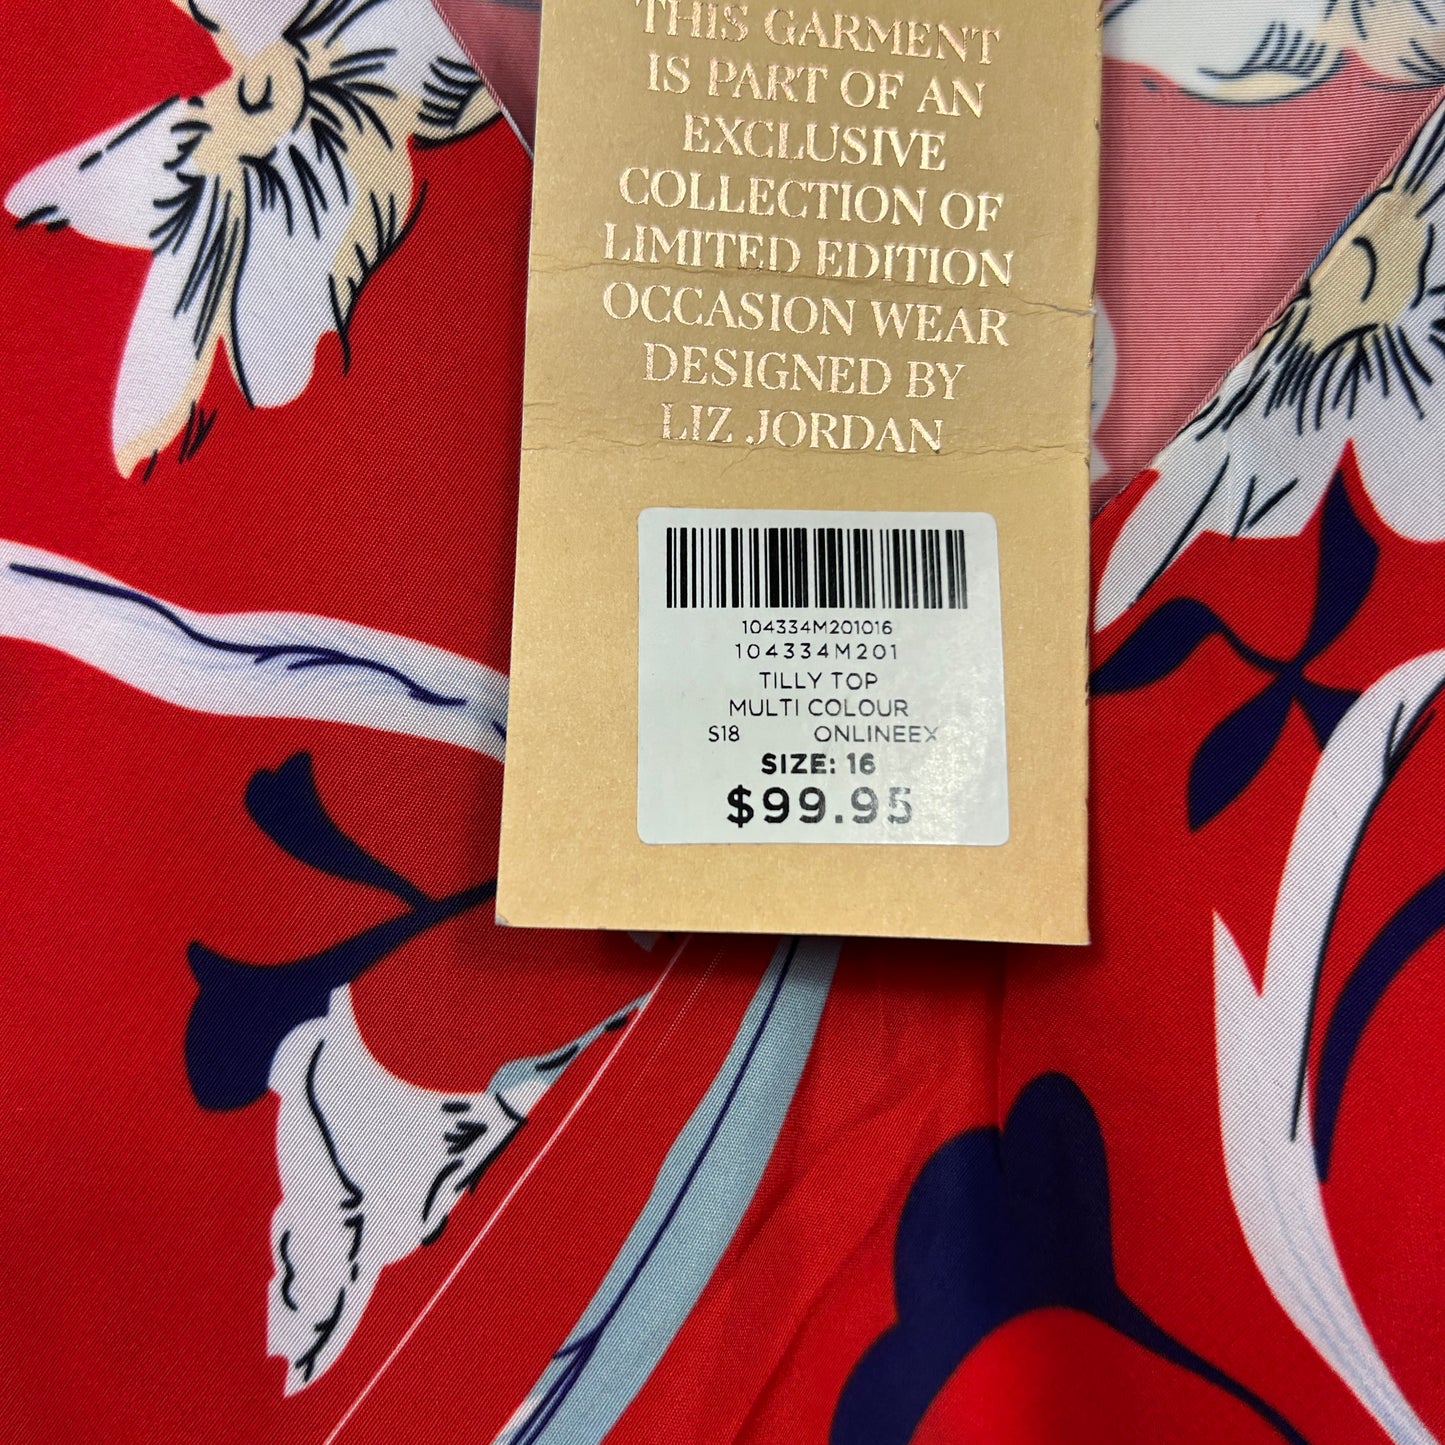 THIS GARMENT
IS PART OF AN
EXCLUSIVE
COLLECTION OF
LIMITED EDITION
OCCASION WEAR
DESIGNED BY
LIZ JORDAN
104334M201016
104334M201
TILLY TOP
MULTI COLOUR
S18 ONLINEEX
SIZE: 16
$99.95